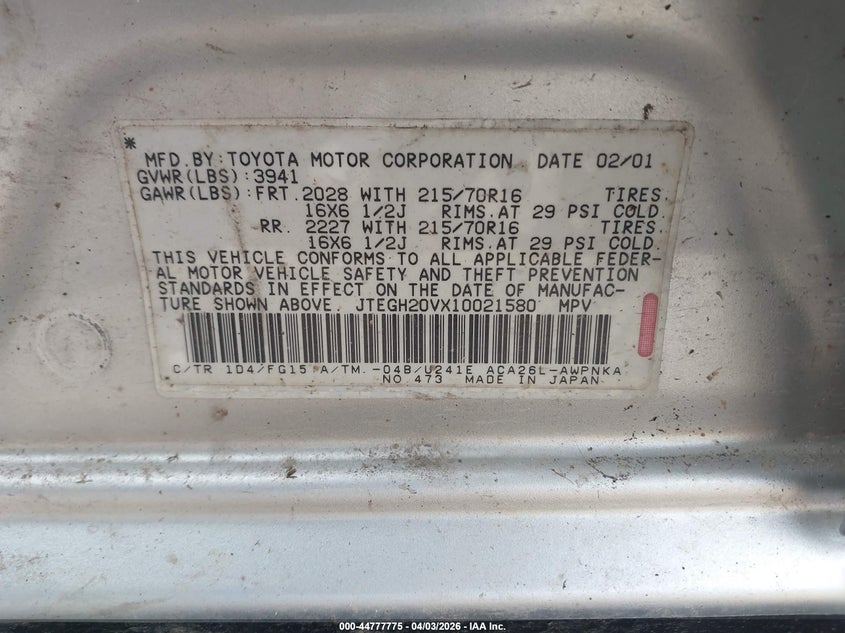 * MFD.BY:TOYOTA MOTOR CORPORATION DATE 02/01
GVWR(LBS):3941
GAWR(LBS):FRT.2028 WITH 215/70R16 TIRES,
16X6 1/2J RIMS.AT 29 PSI COLD.
RR. 2227 WITH 215/70R16 TIRES,
16X6 1/2J RIMS.AT 29 PSI COLD.
THIS VEHICLE CONFORMS TO ALL APPLICABLE FEDER-
AL MOTOR VEHICLE SAFETY AND THEFT PREVENTION
STANDARDS IN EFFECT ON THE DATE OF MANUFAC-
TURE SHOWN ABOVE. JTEGH20VX10021580 MPV
C/TR 1D4/FG15 A/TM.-04B/U241E ACA26L-AWPNKA
NO.473 MADE IN JAPAN
000-44777775 - 04/03/2026 - IAA Inc.